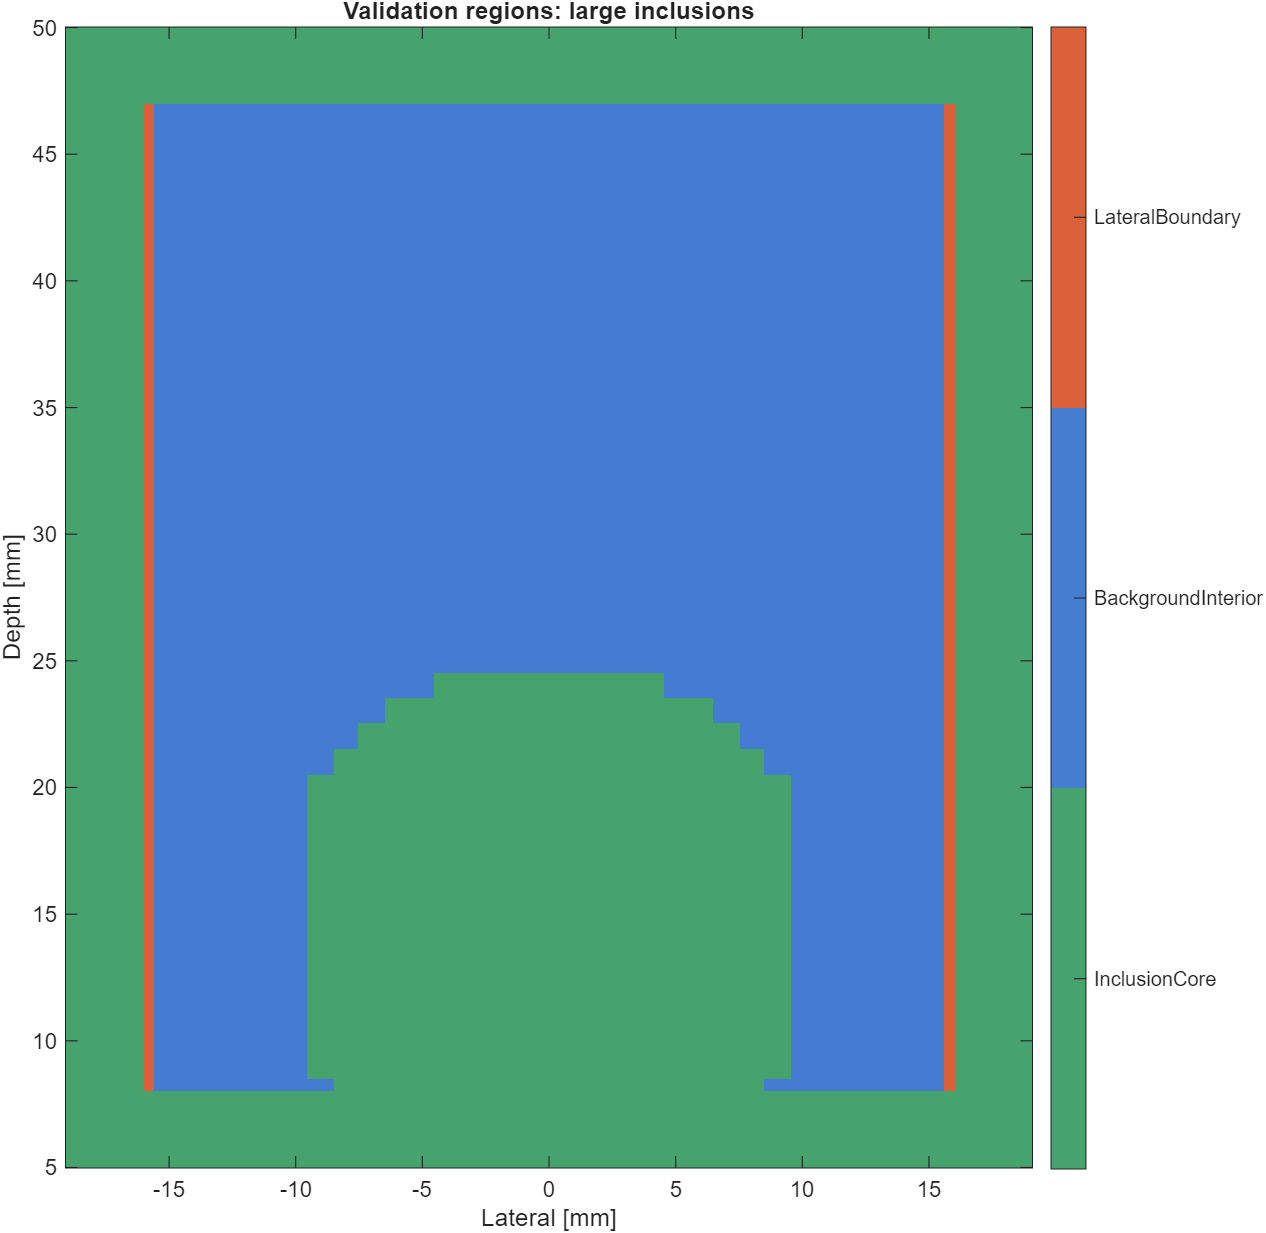 Validation regions: large inclusions
50
45
40
35
30
25
20
15
10
5
Depth [mm]
-15 -10 -5 0 5 10 15
Lateral [mm]
LateralBoundary
BackgroundInterior
InclusionCore